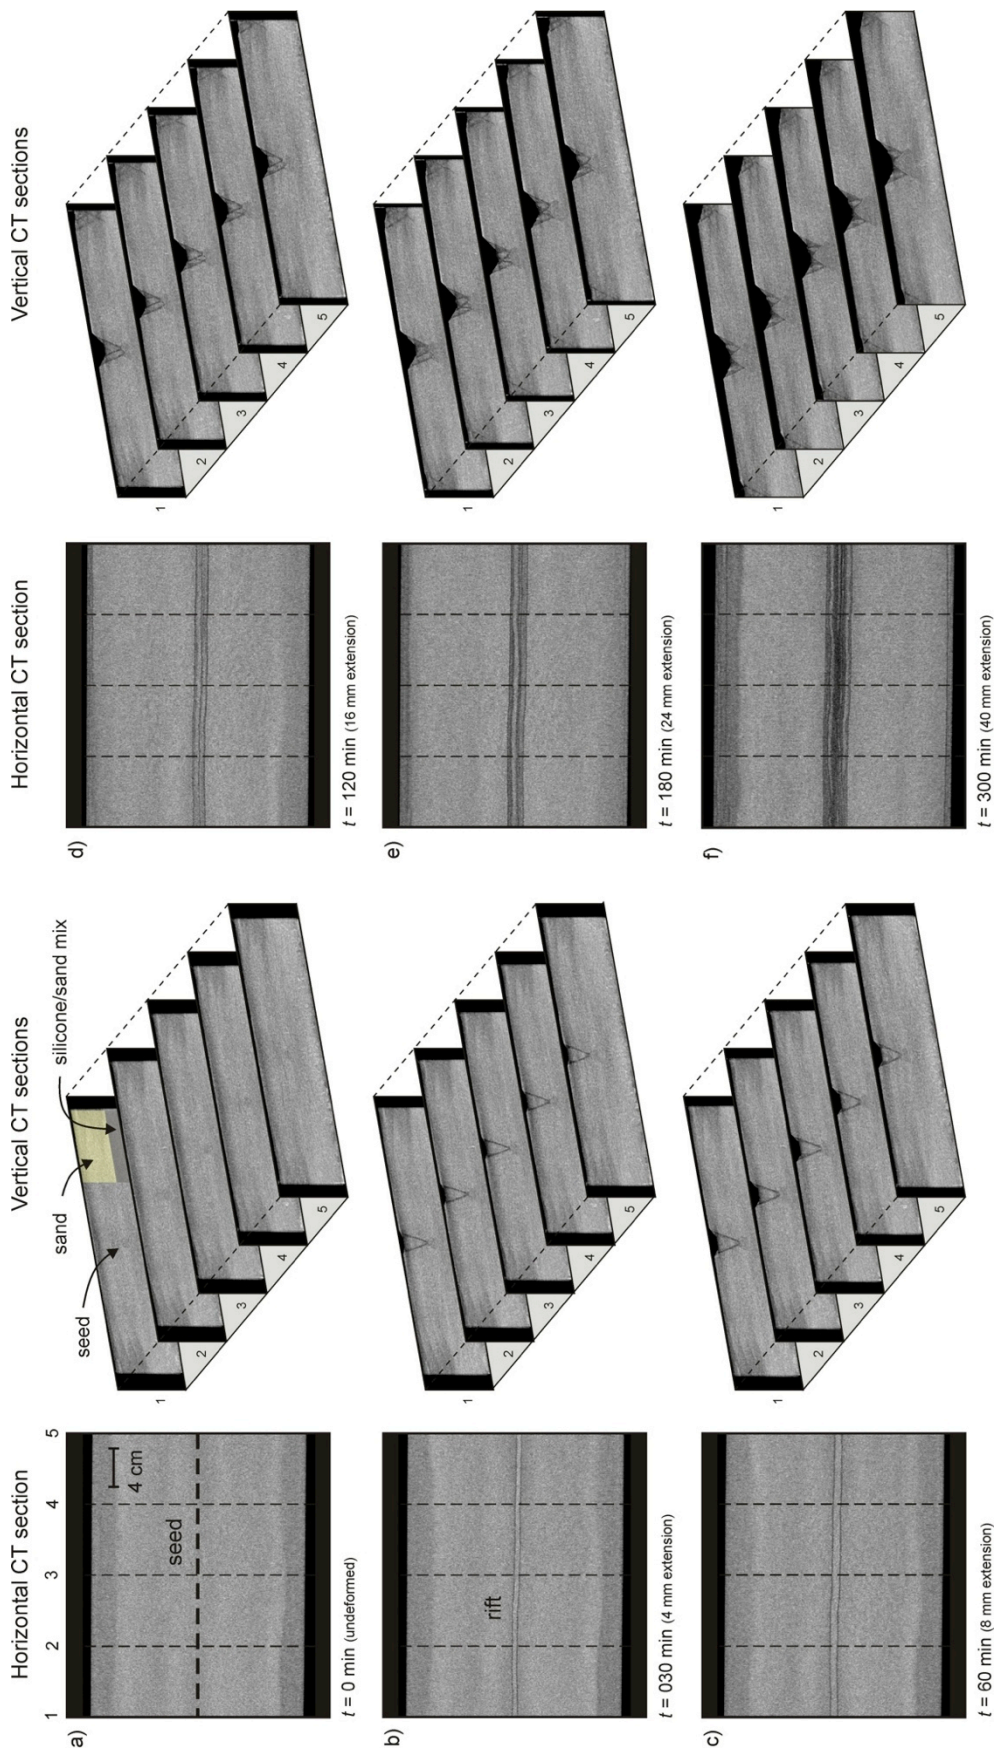 Horizontal CT section
Vertical CT sections
Horizontal CT section
Vertical CT sections
a)
1
2
3
4
5
seed
4 cm
seed
sand
silicone/sand mix
1
2
3
4
5
t = 0 min (undeformed)
b)
rift
1
2
3
4
5
t = 030 min (4 mm extension)
c)
1
2
3
4
5
t = 60 min (8 mm extension)
d)
1
2
3
4
5
t = 120 min (16 mm extension)
e)
1
2
3
4
5
t = 180 min (24 mm extension)
f)
1
2
3
4
5
t = 300 min (40 mm extension)